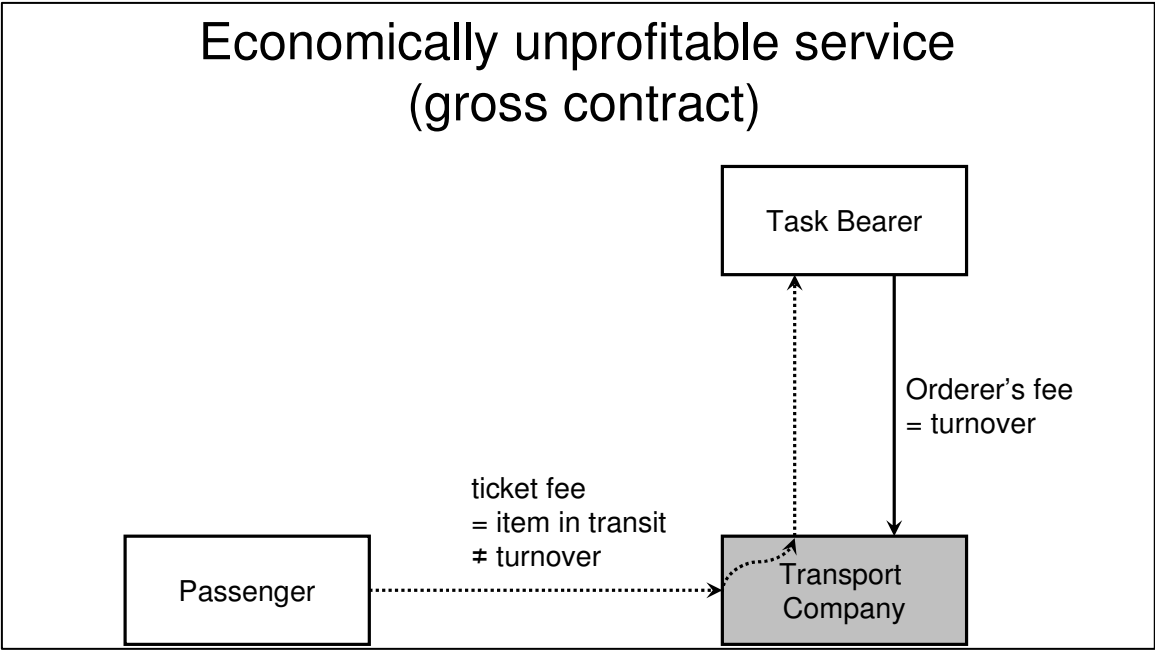 Economically unprofitable service
(gross contract)
Task Bearer
Orderer’s fee
= turnover
ticket fee
= item in transit
≠ turnover
Passenger
Transport
Company